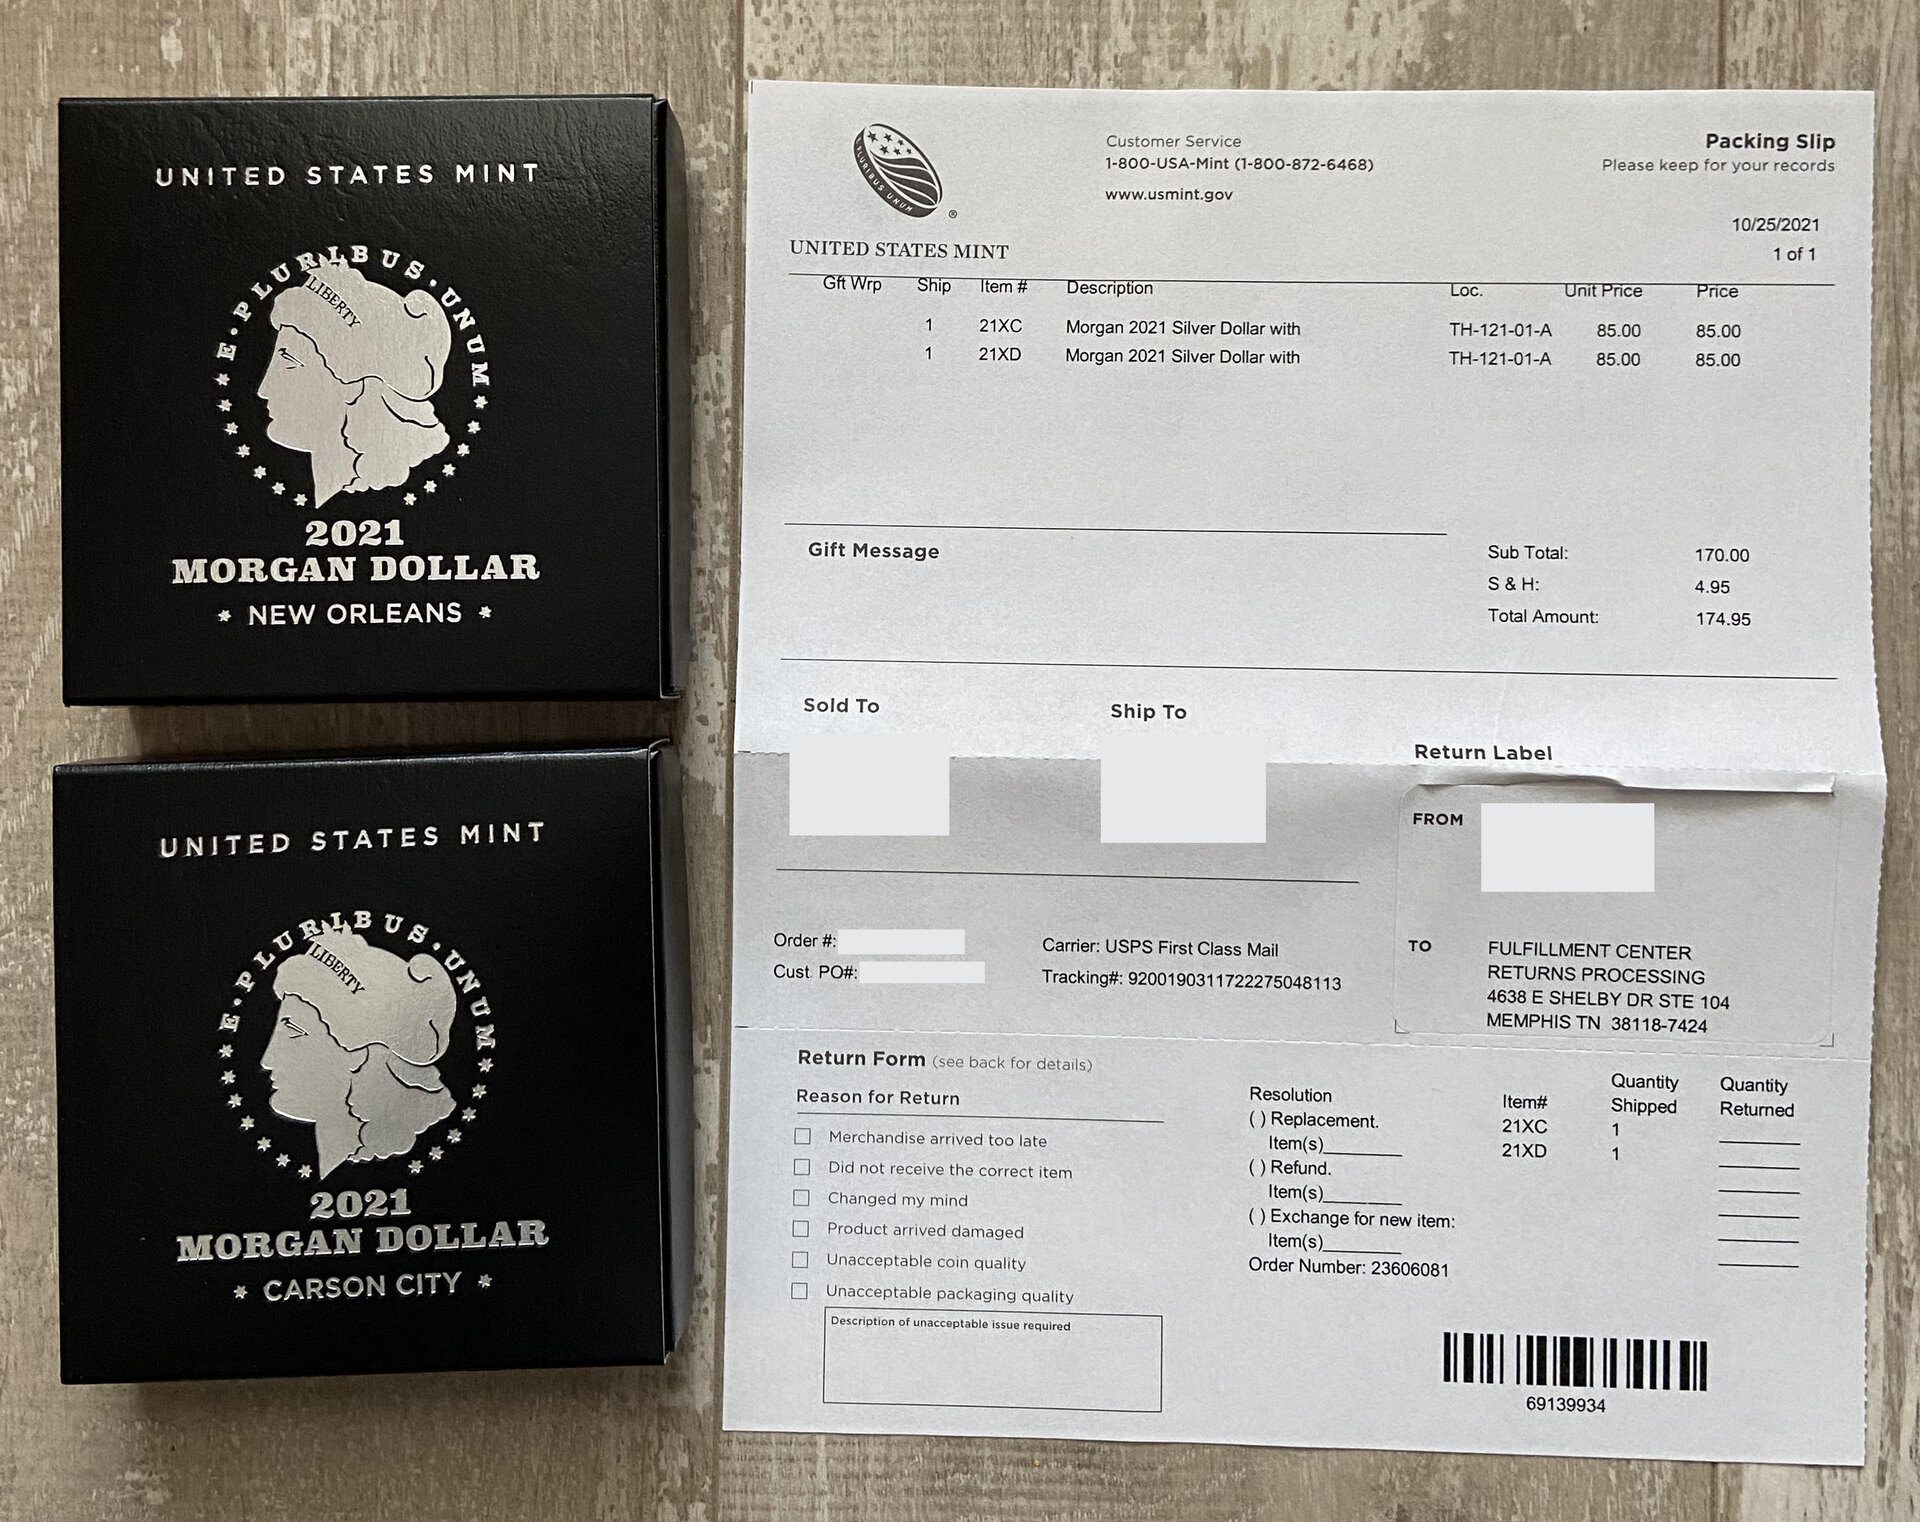 UNITED STATES MINT
E · PLURIBUS · UNUM
LIBERTY
2021
MORGAN DOLLAR
* NEW ORLEANS *
UNITED STATES MINT
E · PLURIBUS · UNUM
LIBERTY
2021
MORGAN DOLLAR
* CARSON CITY *
E PLURIBUS UNUM ®
UNITED STATES MINT
Customer Service
1-800-USA-Mint (1-800-872-6468)
www.usmint.gov
Packing Slip
Please keep for your records
10/25/2021
1 of 1
Gft Wrp Ship Item # Description Loc. Unit Price Price
1 21XC Morgan 2021 Silver Dollar with TH-121-01-A 85.00 85.00
1 21XD Morgan 2021 Silver Dollar with TH-121-01-A 85.00 85.00
Gift Message
Sub Total: 170.00
S & H: 4.95
Total Amount: 174.95
Sold To
Ship To
Return Label
FROM
TO FULFILLMENT CENTER
RETURNS PROCESSING
4638 E SHELBY DR STE 104
MEMPHIS TN 38118-7424
Order #:
Cust. PO#:
Carrier: USPS First Class Mail
Tracking#: 9200190311722275048113
Return Form (see back for details)
Reason for Return
Merchandise arrived too late
Did not receive the correct item
Changed my mind
Product arrived damaged
Unacceptable coin quality
Unacceptable packaging quality
Description of unacceptable issue required
Resolution
( ) Replacement.
Item(s)________
( ) Refund.
Item(s)________
( ) Exchange for new item:
Item(s)________
Order Number: 23606081
Item# Quantity Shipped Quantity Returned
21XC 1
21XD 1
69139934